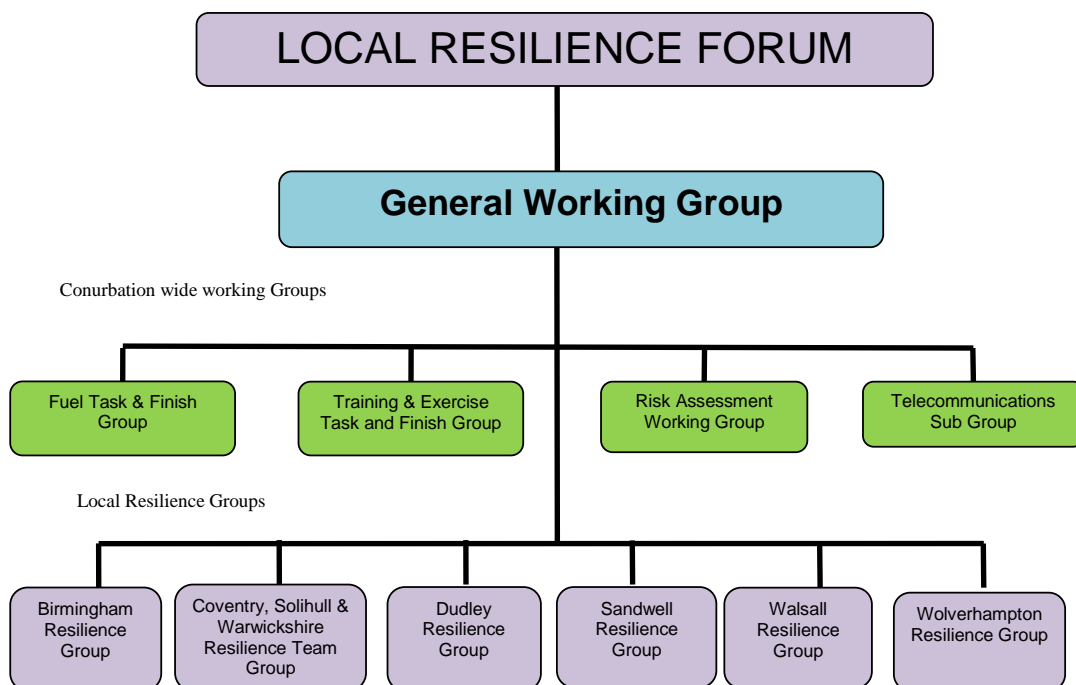 LOCAL RESILIENCE FORUM
General Working Group
Conurbation wide working Groups
Fuel Task & Finish
Group
Training & Exercise
Task and Finish Group
Risk Assessment
Working Group
Telecommunications
Sub Group
Local Resilience Groups
Birmingham
Resilience
Group
Coventry, Solihull &
Warwickshire
Resilience Team
Group
Dudley
Resilience
Group
Sandwell
Resilience
Group
Walsall
Resilience
Group
Wolverhampton
Resilience Group